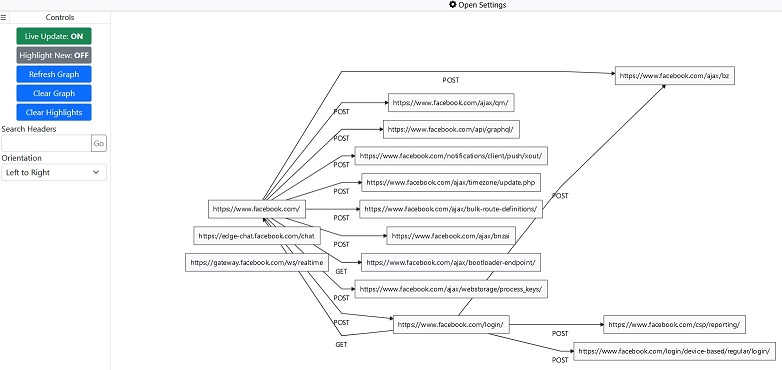 Open Settings
Controls
Live Update: ON
Highlight New: OFF
Refresh Graph
Clear Graph
Clear Highlights
Search Headers
Go
Orientation
Left to Right
https://www.facebook.com/ajax/bz
POST
https://www.facebook.com/ajax/qm/
POST
https://www.facebook.com/api/graphql/
POST
https://www.facebook.com/notifications/client/push/xout/
POST
https://www.facebook.com/ajax/timezone/update.php
POST
POST
https://www.facebook.com/
https://www.facebook.com/ajax/bulk-route-definitions/
POST
https://edge-chat.facebook.com/chat
https://www.facebook.com/ajax/bnzai
POST
https://gateway.facebook.com/ws/realtime
https://www.facebook.com/ajax/bootloader-endpoint/
GET
https://www.facebook.com/ajax/webstorage/process_keys/
POST
https://www.facebook.com/login/
POST
https://www.facebook.com/csp/reporting/
POST
GET
https://www.facebook.com/login/device-based/regular/login/
POST